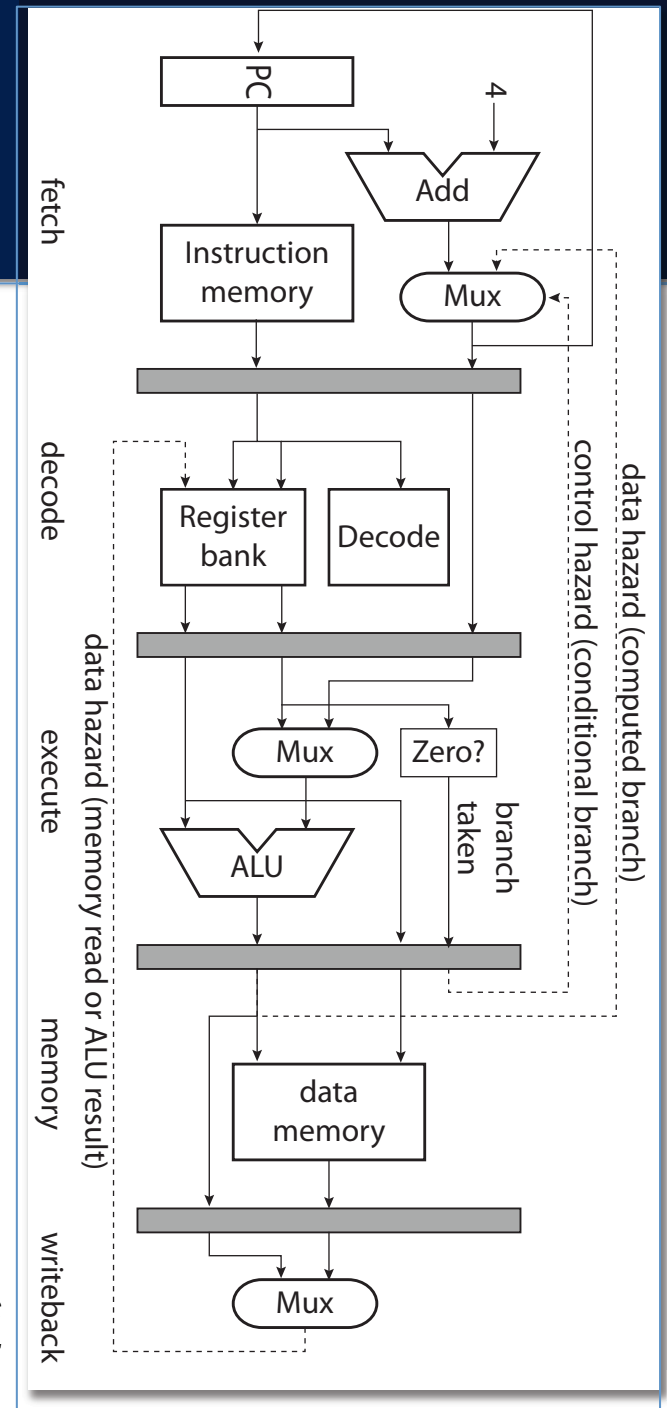 PC
4
Add
Instruction
memory
Mux
fetch
Register
bank
Decode
decode
Mux
Zero?
branch
taken
ALU
execute
data
memory
memory
Mux
writeback
data hazard (computed branch)
control hazard (conditional branch)
data hazard (memory read or ALU result)